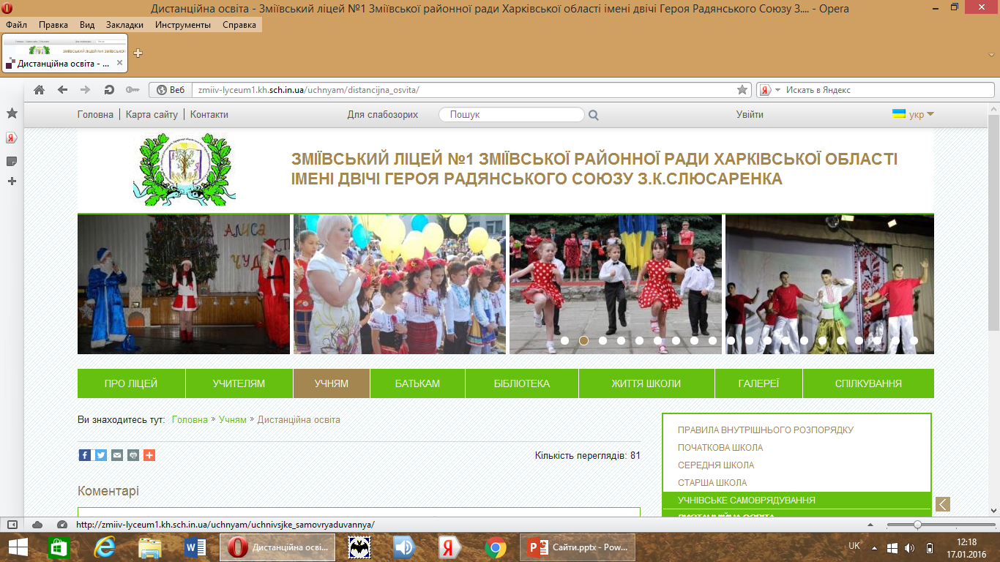 Дистанційна освіта - Зміївський ліцей №1 Зміївської районної ради Харківської області імені двічі Героя Радянського Союзу З.... - Opera
Файл Правка Вид Закладки Инструменты Справка
Дистанційна освіта - ...
Веб zmiiv-lyceum1.kh.sch.in.ua/uchnyam/distancijna_osvita/ Искать в Яндекс
Головна Карта сайту Контакти Для слабозорих Пошук Увійти укр
ЗМІЇВСЬКИЙ ЛІЦЕЙ №1 ЗМІЇВСЬКОЇ РАЙОННОЇ РАДИ ХАРКІВСЬКОЇ ОБЛАСТІ
ІМЕНІ ДВІЧІ ГЕРОЯ РАДЯНСЬКОГО СОЮЗУ З.К.СЛЮСАРЕНКА
АЛИСА
ПРО ЛІЦЕЙ УЧИТЕЛЯМ УЧНЯМ БАТЬКАМ БІБЛІОТЕКА ЖИТТЯ ШКОЛИ ГАЛЕРЕЇ СПІЛКУВАННЯ
Ви знаходитесь тут: Головна » Учням » Дистанційна освіта
Кількість переглядів: 81
Коментарі
ПРАВИЛА ВНУТРІШНЬОГО РОЗПОРЯДКУ
ПОЧАТКОВА ШКОЛА
СЕРЕДНЯ ШКОЛА
СТАРША ШКОЛА
УЧНІВСЬКЕ САМОВРЯДУВАННЯ
http://zmiiv-lyceum1.kh.sch.in.ua/uchnyam/uchnivsjke_samovryaduvannya/
Дистанційна осві... Сайти.pptx - Pow... UK 12:18
17.01.2016